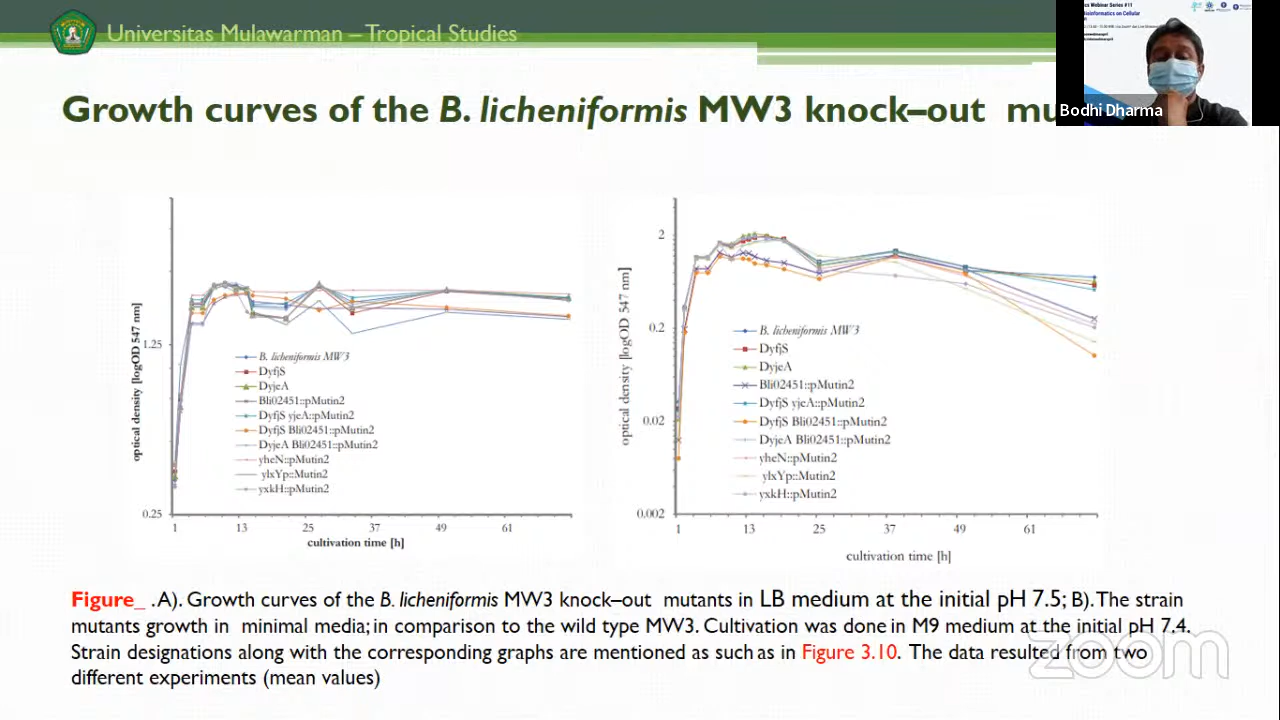 Universitas Mulawarman – Tropical Studies
cs Webinar Series #11
Bioinformatics on Cellular
Bodhi Dharma
Growth curves of the B. licheniformis MW3 knock–out mu
optical density [logOD 547 nm]
1.25
0.25
1 13 25 37 49 61
cultivation time [h]
B. licheniformis MW3
DyfjS
DyjeA
Bli02451::pMutin2
DyfjS yjeA::pMutin2
DyfjS Bli02451::pMutin2
DyjeA Bli02451::pMutin2
yheN::pMutin2
ylxYp::Mutin2
yxkH::pMutin2
optical density [logOD 547 nm]
2
0.2
0.02
0.002
1 13 25 37 49 61
cultivation time [h]
B. licheniformis MW3
DyfjS
DyjeA
Bli02451::pMutin2
DyfjS yjeA::pMutin2
DyfjS Bli02451::pMutin2
DyjeA Bli02451::pMutin2
yheN::pMutin2
ylxYp::Mutin2
yxkH::pMutin2
Figure_ .A). Growth curves of the B. licheniformis MW3 knock–out mutants in LB medium at the initial pH 7.5; B). The strain
mutants growth in minimal media; in comparison to the wild type MW3. Cultivation was done in M9 medium at the initial pH 7.4.
Strain designations along with the corresponding graphs are mentioned as such as in Figure 3.10. The data resulted from two
different experiments (mean values)
zoom